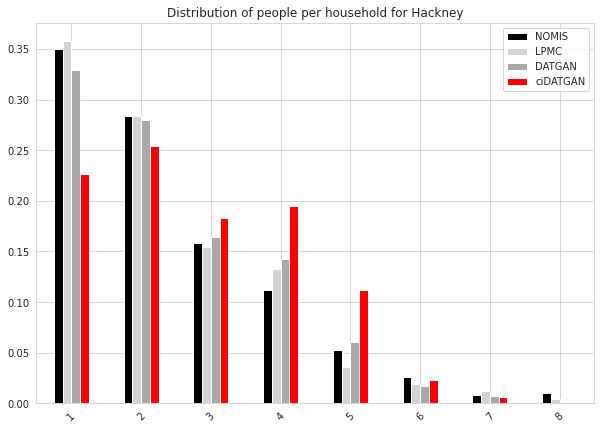 Distribution of people per household for Hackney
NOMIS
LPMC
DATGAN
ciDATGAN
0.35
0.30
0.25
0.20
0.15
0.10
0.05
0.00
1 2 3 4 5 6 7 8